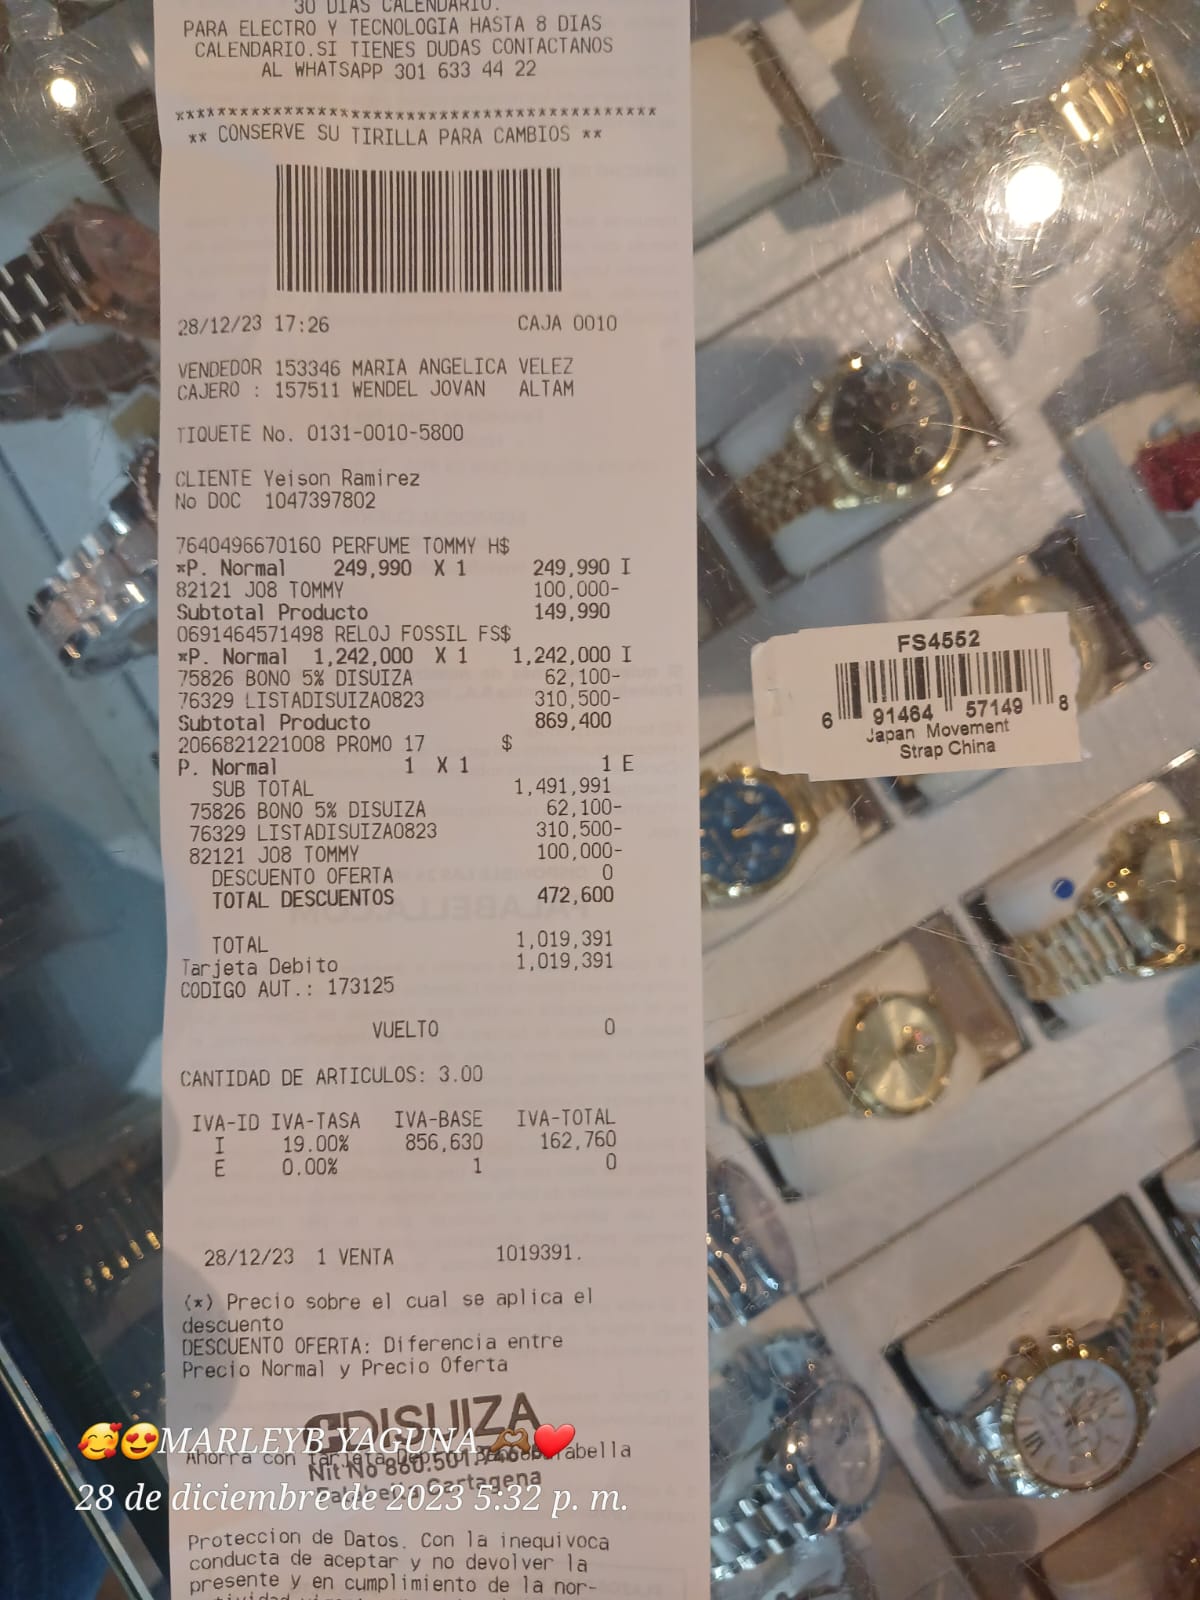 30 DIAS CALENDARIO.
PARA ELECTRO Y TECNOLOGIA HASTA 8 DIAS
CALENDARIO.SI TIENES DUDAS CONTACTANOS
AL WHATSAPP 301 633 44 22
****************************************
** CONSERVE SU TIRILLA PARA CAMBIOS **
28/12/23 17:26 CAJA 0010
VENDEDOR 153346 MARIA ANGELICA VELEZ
CAJERO : 157511 WENDEL JOVAN ALTAM
TIQUETE No. 0131-0010-5800
CLIENTE Yeison Ramirez
No DOC 1047397802
7640496670160 PERFUME TOMMY H$
*P. Normal 249,990 X 1 249,990 I
82121 J08 TOMMY 100,000-
Subtotal Producto 149,990
0691464571498 RELOJ FOSSIL FS$
*P. Normal 1,242,000 X 1 1,242,000 I
75826 BONO 5% DISUIZA 62,100-
76329 LISTADISUIZA0823 310,500-
Subtotal Producto 869,400
2066821221008 PROMO 17 $
P. Normal 1 X 1 1 E
SUB TOTAL 1,491,991
75826 BONO 5% DISUIZA 62,100-
76329 LISTADISUIZA0823 310,500-
82121 J08 TOMMY 100,000-
DESCUENTO OFERTA 0
TOTAL DESCUENTOS 472,600
TOTAL 1,019,391
Tarjeta Debito 1,019,391
CODIGO AUT.: 173125
VUELTO 0
CANTIDAD DE ARTICULOS: 3.00
IVA-ID IVA-TASA IVA-BASE IVA-TOTAL
I 19.00% 856,630 162,760
E 0.00% 1 0
28/12/23 1 VENTA 1019391.
(*) Precio sobre el cual se aplica el
descuento
DESCUENTO OFERTA: Diferencia entre
Precio Normal y Precio Oferta
DISUIZA
Ahorra con Tarjeta
Nit No 860.501.
Falabella Cartagena
🥰😍MARLEYB YAGUNA🫶🏽❤️
28 de diciembre de 2023 5:32 p. m.
Proteccion de Datos. Con la inequivoca
conducta de aceptar y no devolver la
presente y en cumplimiento de la nor-
FS4552
6 91464 57149 8
Japan Movement
Strap China